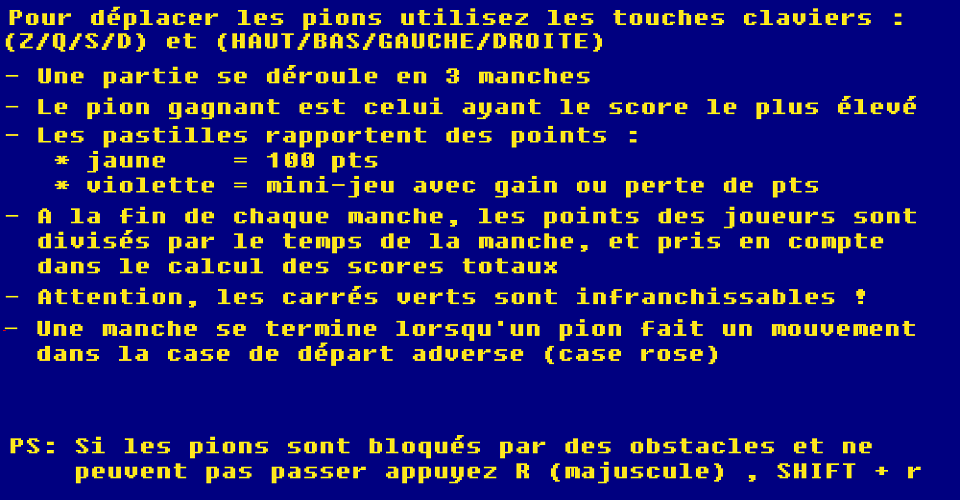 Pour déplacer les pions utilisez les touches claviers :
(Z/Q/S/D) et (HAUT/BAS/GAUCHE/DROITE)
- Une partie se déroule en 3 manches
- Le pion gagnant est celui ayant le score le plus élevé
- Les pastilles rapportent des points :
* jaune = 100 pts
* violette = mini-jeu avec gain ou perte de pts
- A la fin de chaque manche, les points des joueurs sont
divisés par le temps de la manche, et pris en compte
dans le calcul des scores totaux
- Attention, les carrés verts sont infranchissables !
- Une manche se termine lorsqu'un pion fait un mouvement
dans la case de départ adverse (case rose)
PS: Si les pions sont bloqués par des obstacles et ne
peuvent pas passer appuyez R (majuscule) , SHIFT + r